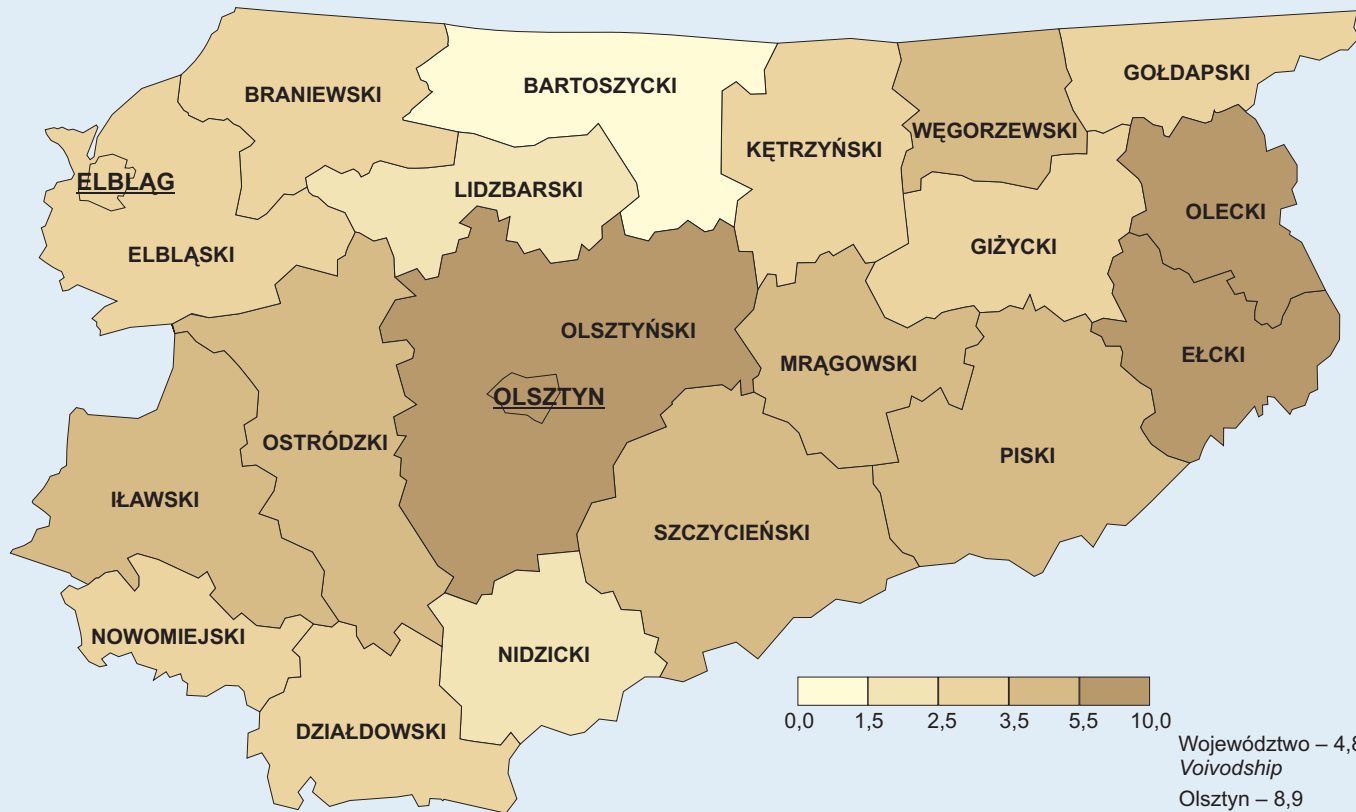 GOŁDAPSKI
BRANIEWSKI
BARTOSZYCKI
WĘGORZEWSKI
KĘTRZYŃSKI
ELBLĄG
LIDZBARSKI
OLECKI
ELBLĄSKI
GIŻYCKI
OLSZTYŃSKI
EŁCKI
MRĄGOWSKI
OLSZTYN
OSTRÓDZKI
PISKI
IŁAWSKI
SZCZYCIEŃSKI
NOWOMIEJSKI
NIDZICKI
DZIAŁDOWSKI
0,0 1,5 2,5 3,5 5,5 10,0
Województwo – 4,8
Voivodship
Olsztyn – 8,9